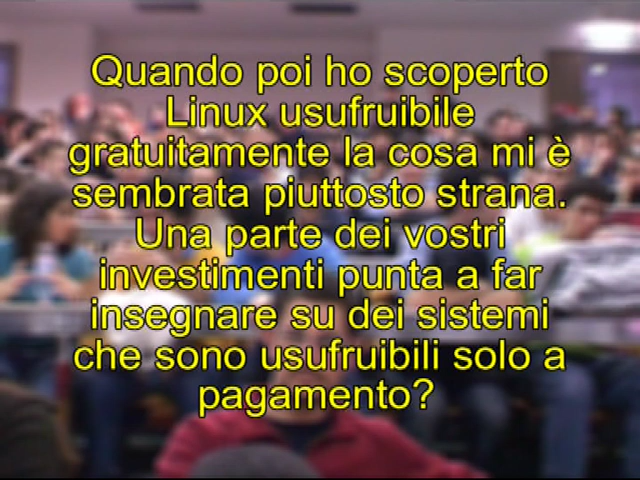 Quando poi ho scoperto
Linux usufruibile
gratuitamente la cosa mi è
sembrata piuttosto strana.
Una parte dei vostri
investimenti punta a far
insegnare su dei sistemi
che sono usufruibili solo a
pagamento?